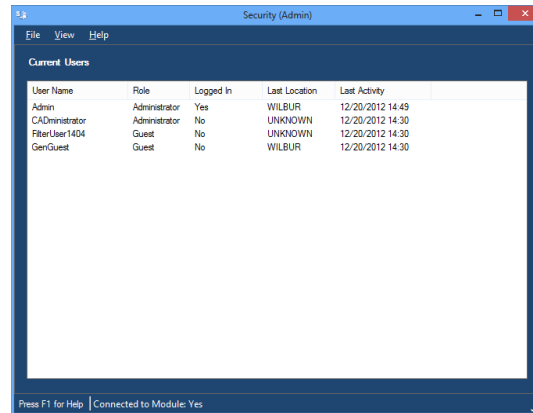 Security (Admin)
File View Help
Current Users
User Name Role Logged In Last Location Last Activity
Admin Administrator Yes WILBUR 12/20/2012 14:49
CADministrator Administrator No UNKNOWN 12/20/2012 14:30
FilterUser1404 Guest No UNKNOWN 12/20/2012 14:30
GenGuest Guest No WILBUR 12/20/2012 14:30
Press F1 for Help Connected to Module: Yes